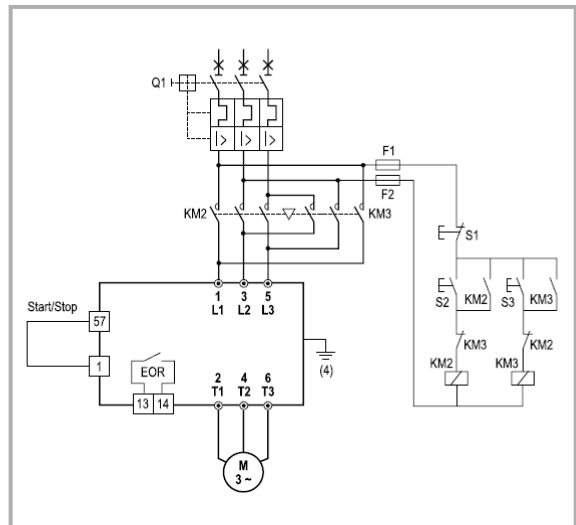 Q1
F1
F2
KM2
KM3
S1
S2
KM2
S3
KM3
KM3
KM2
KM2
KM3
1 3 5
L1 L2 L3
Start/Stop
57
1
EOR
13 14
(4)
2 4 6
T1 T2 T3
M
3 ~